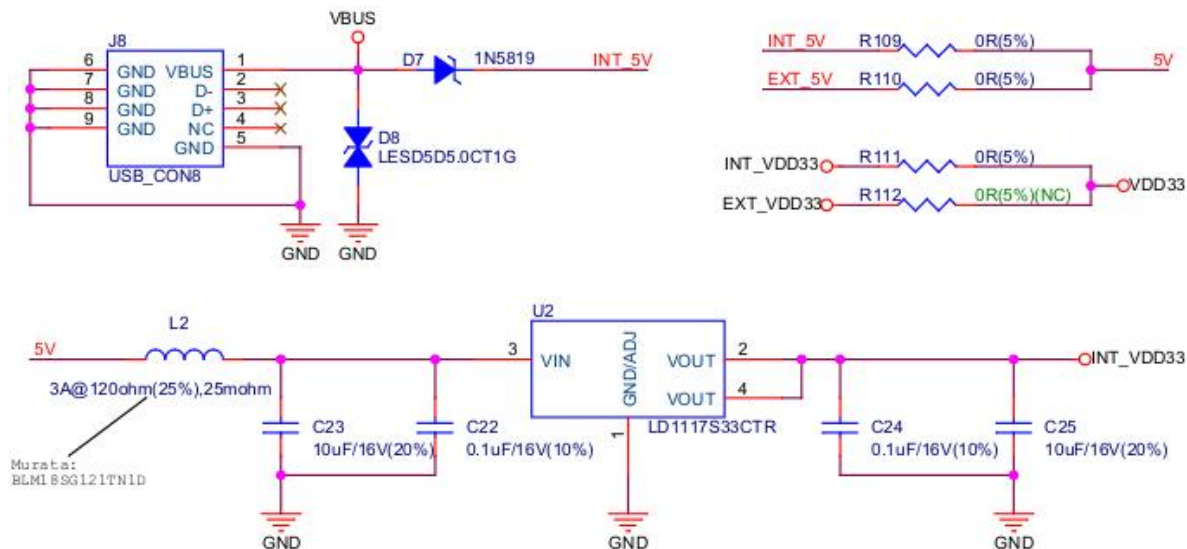 VBUS
J8
D7
1N5819
INT_5V
6
7
8
9
GND
GND
GND
GND
VBUS
D-
D+
NC
GND
1
2
3
4
5
USB_CON8
D8
LESD5D5.0CT1G
GND
GND
INT_5V
R109
0R(5%)
5V
EXT_5V
R110
0R(5%)
INT_VDD33
R111
0R(5%)
VDD33
EXT_VDD33
R112
0R(5%)(NC)
5V
L2
3A@120ohm(25%),25mohm
Murata:
BLM18SG121TN1D
C23
10uF/16V(20%)
C22
0.1uF/16V(10%)
GND
U2
3
VIN
GND/ADJ
VOUT
2
VOUT
4
1
LD1117S33CTR
GND
INT_VDD33
C24
0.1uF/16V(10%)
C25
10uF/16V(20%)
GND